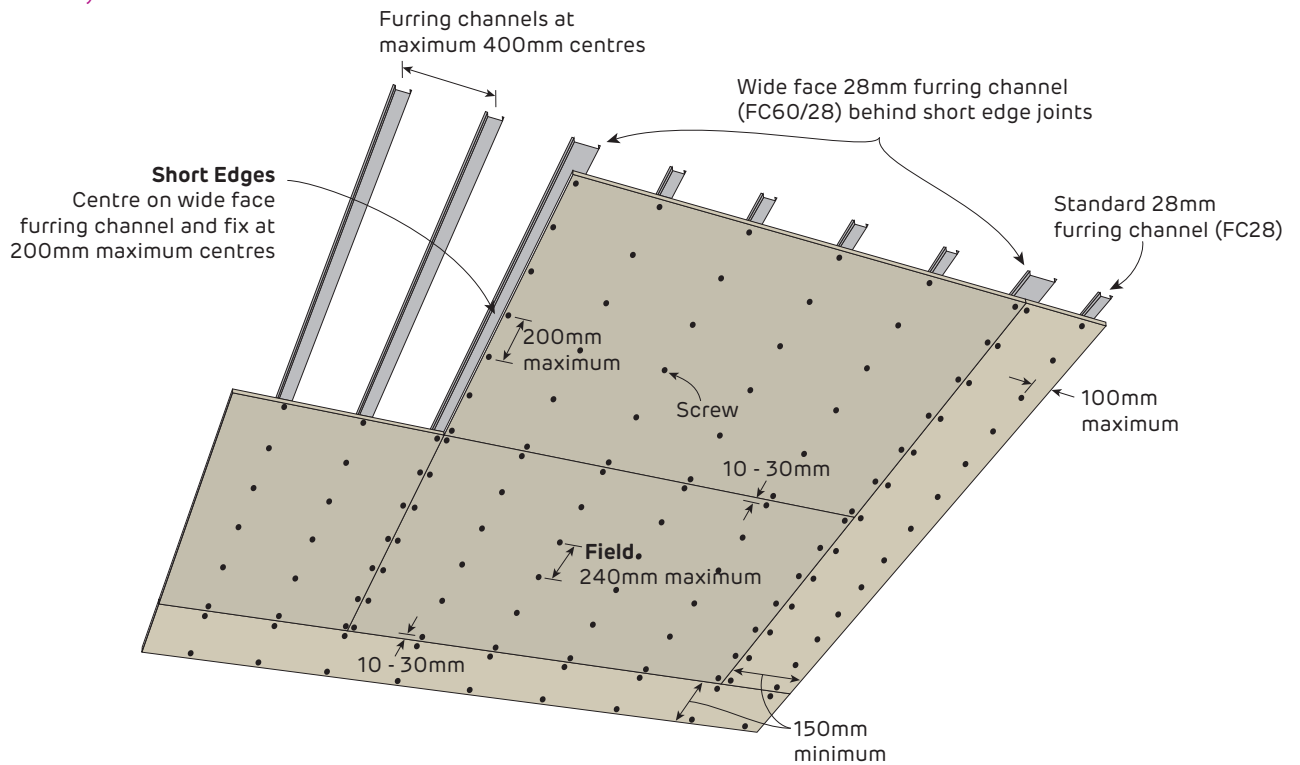 Furring channels at
maximum 400mm centres
Wide face 28mm furring channel
(FC60/28) behind short edge joints
Short Edges
Centre on wide face
furring channel and fix at
200mm maximum centres
Standard 28mm
furring channel (FC28)
200mm
maximum
Screw
100mm
maximum
10 - 30mm
Field.
240mm maximum
10 - 30mm
150mm
minimum